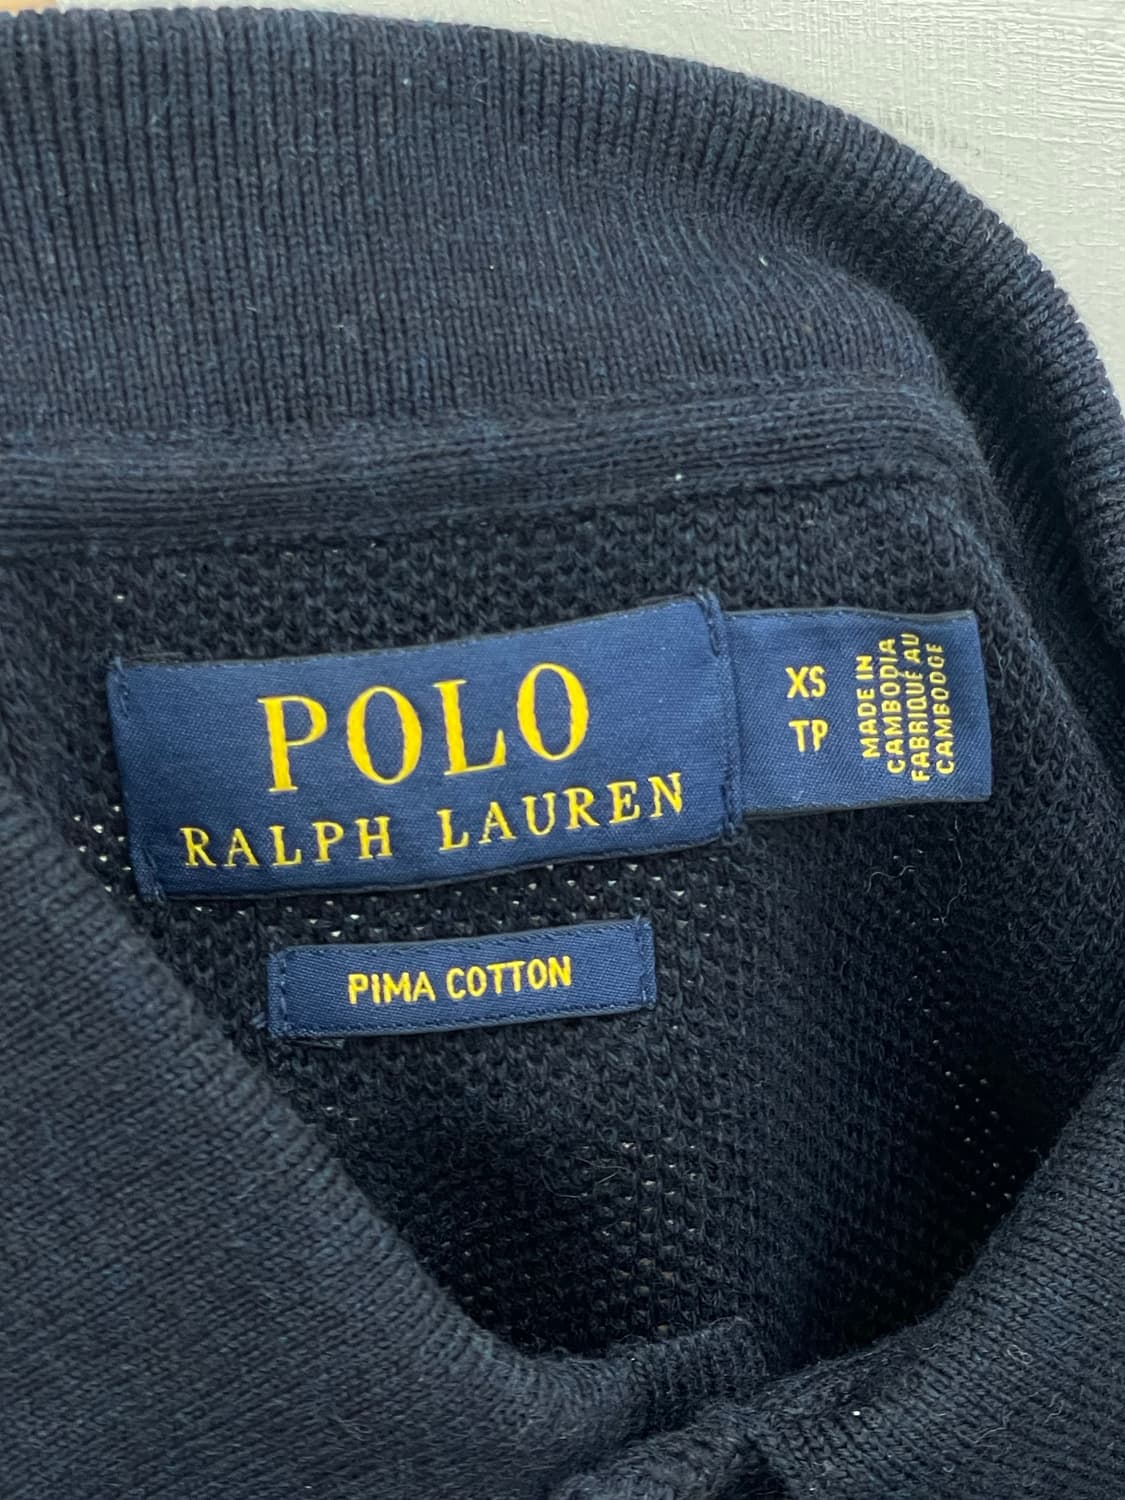 POLO
RALPH LAUREN
XS
TP
MADE IN
CAMBODIA
FABRIQUÉ AU
CAMBODGE
PIMA COTTON